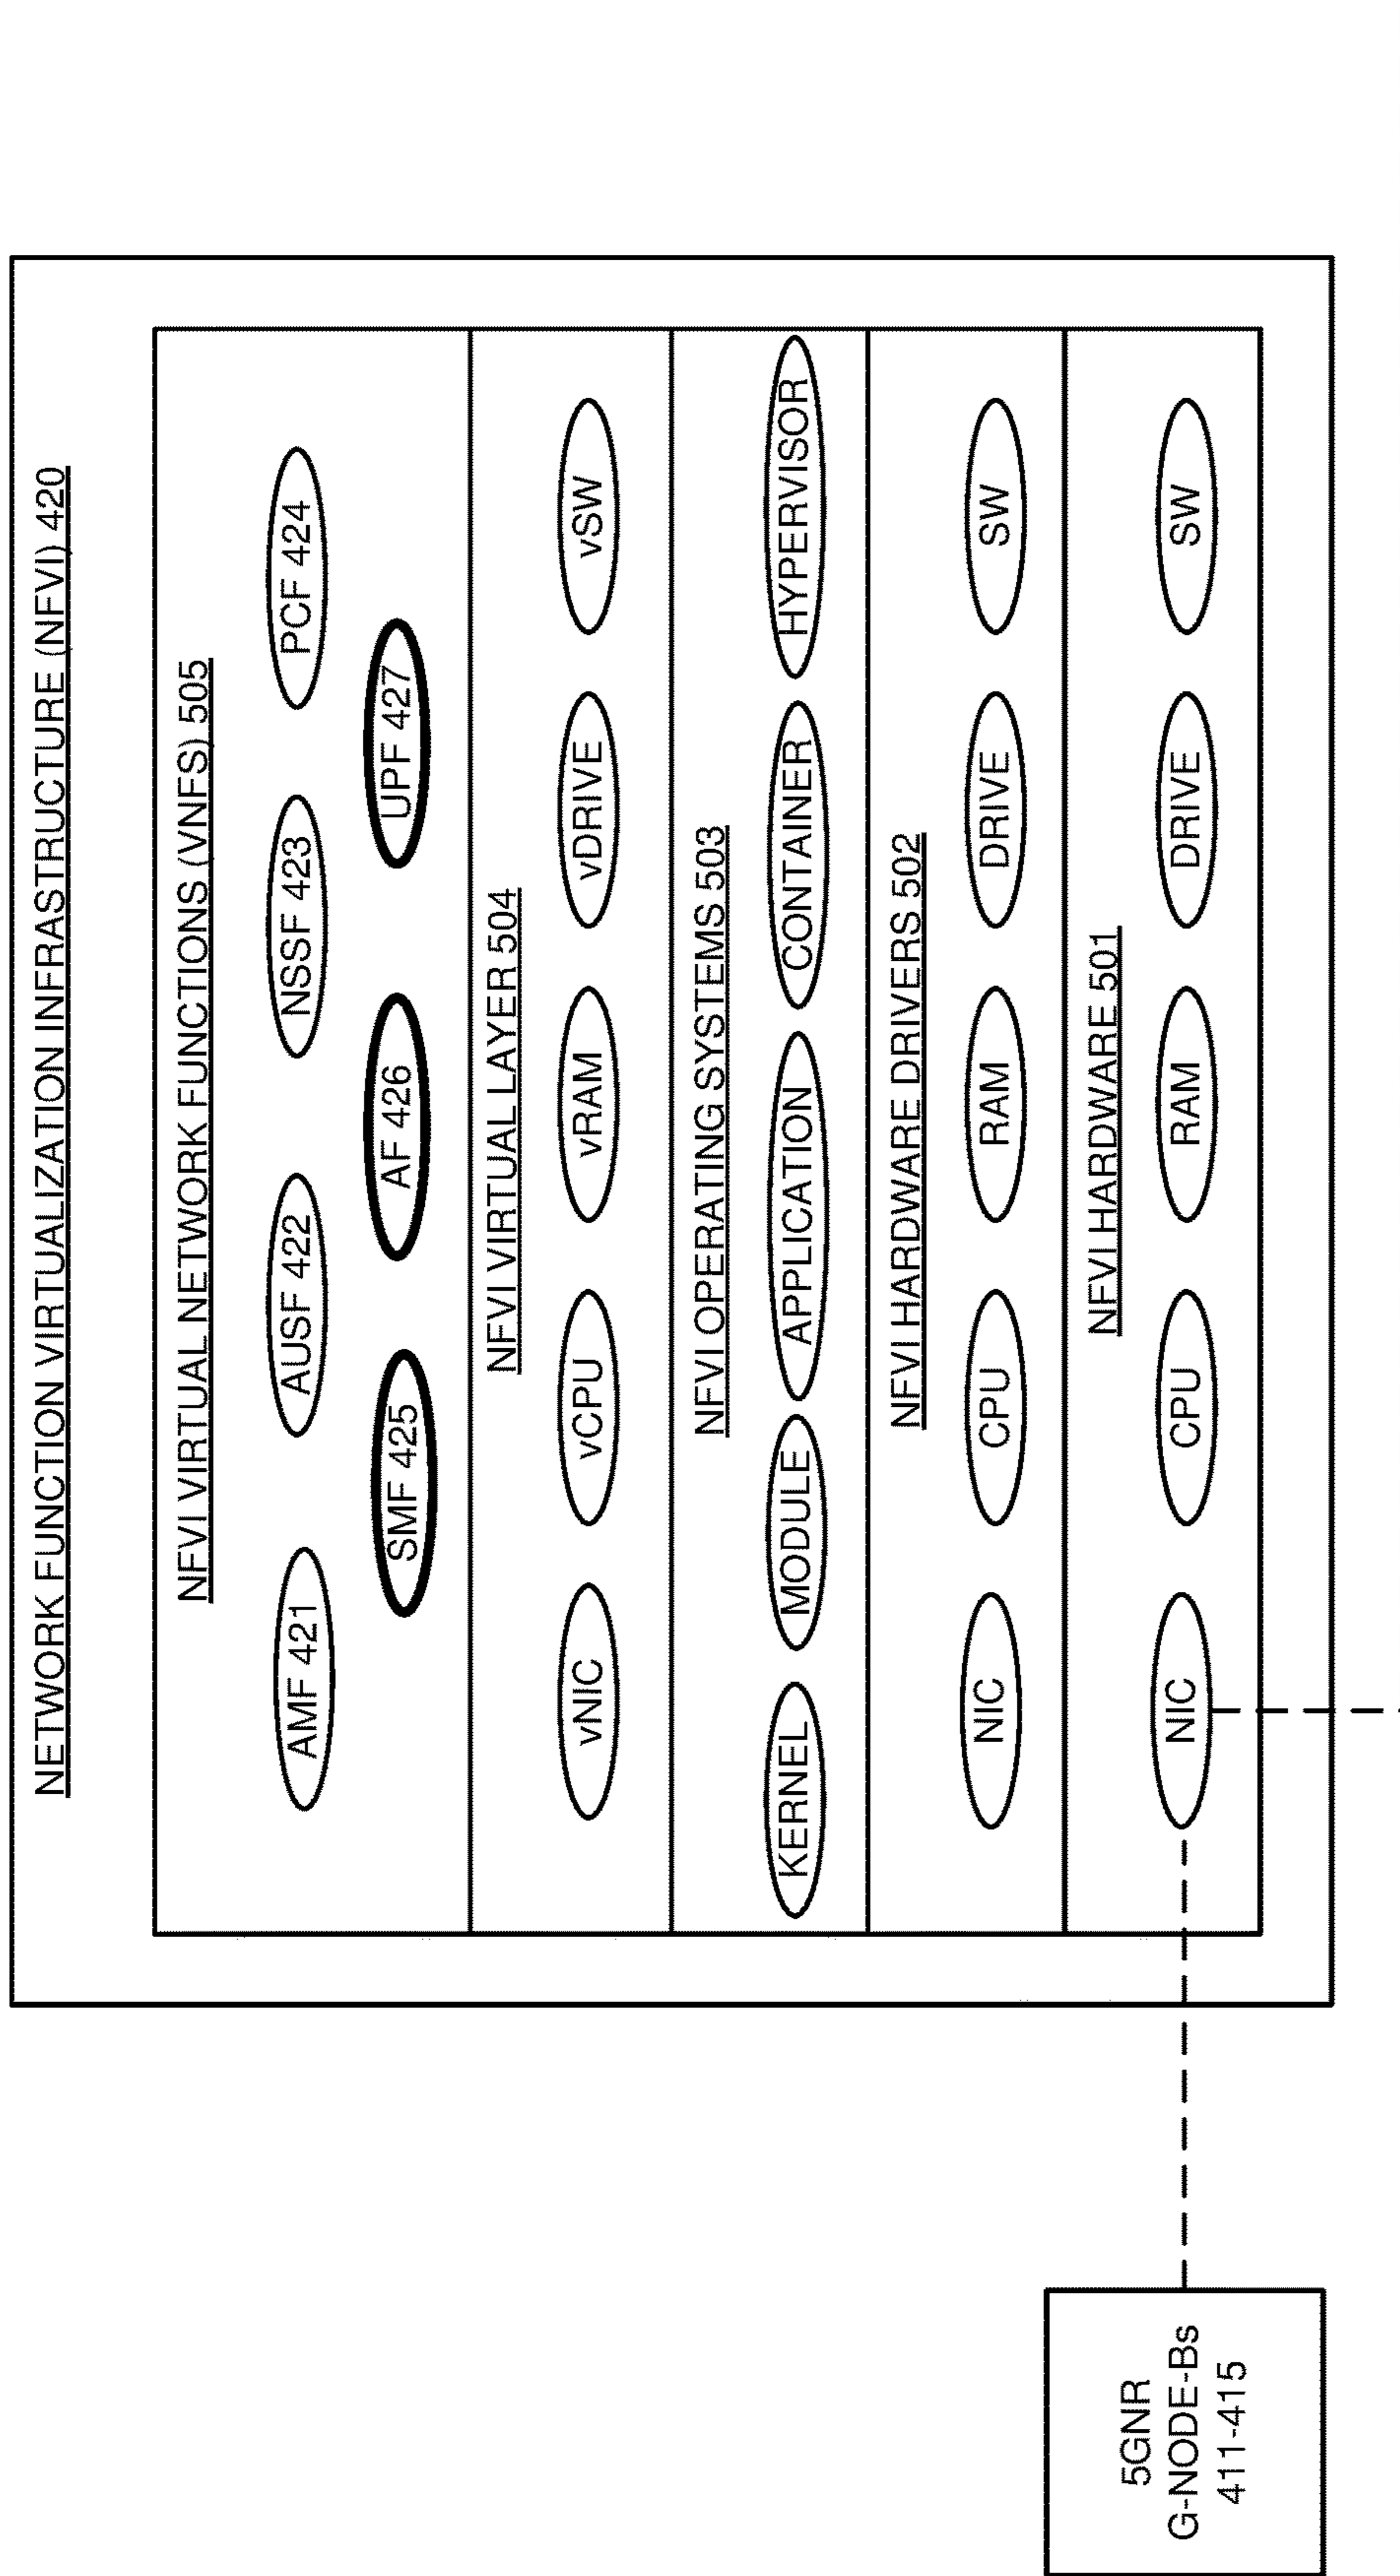 NETWORK FUNCTION VIRTUALIZATION INFRASTRUCTURE (NFVI) 420
NFVI VIRTUAL NETWORK FUNCTIONS (VNFS) 505
AMF 421
AUSF 422
NSSF 423
PCF 424
SMF 425
AF 426
UPF 427
NFVI VIRTUAL LAYER 504
vNIC
vCPU
vRAM
vDRIVE
vSW
NFVI OPERATING SYSTEMS 503
KERNEL
MODULE
APPLICATION
CONTAINER
HYPERVISOR
NFVI HARDWARE DRIVERS 502
NIC
CPU
RAM
DRIVE
SW
NFVI HARDWARE 501
NIC
CPU
RAM
DRIVE
SW
5GNR
G-NODE-Bs
411-415